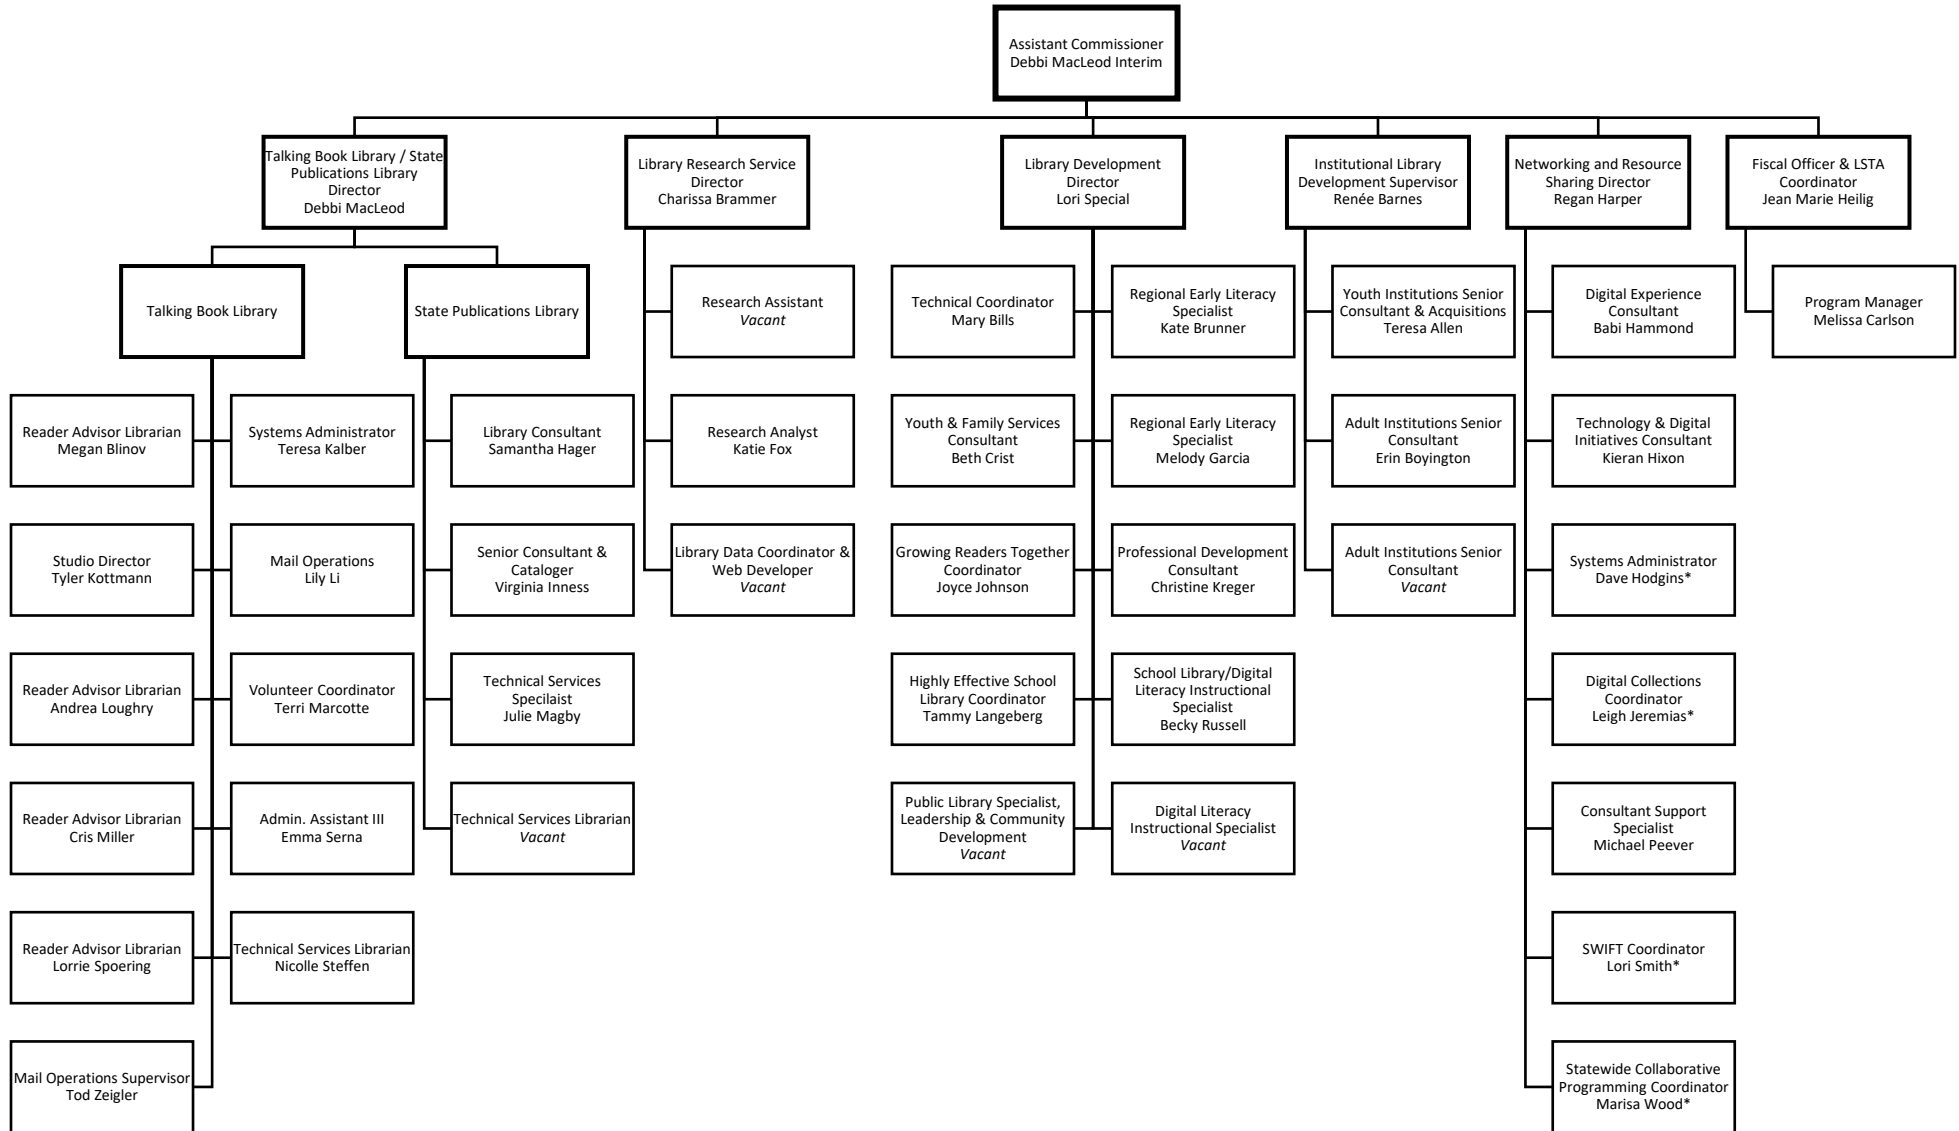 Assistant Commissioner
Debbi MacLeod Interim
Talking Book Library / State
Publications Library
Director
Debbi MacLeod
Library Research Service
Director
Charissa Brammer
Library Development
Director
Lori Special
Institutional Library
Development Supervisor
Renée Barnes
Networking and Resource
Sharing Director
Regan Harper
Fiscal Officer & LSTA
Coordinator
Jean Marie Heilig
Talking Book Library
State Publications Library
Research Assistant
Vacant
Technical Coordinator
Mary Bills
Regional Early Literacy
Specialist
Kate Brunner
Youth Institutions Senior
Consultant & Acquisitions
Teresa Allen
Digital Experience
Consultant
Babi Hammond
Program Manager
Melissa Carlson
Reader Advisor Librarian
Megan Blinov
Systems Administrator
Teresa Kalber
Library Consultant
Samantha Hager
Research Analyst
Katie Fox
Youth & Family Services
Consultant
Beth Crist
Regional Early Literacy
Specialist
Melody Garcia
Adult Institutions Senior
Consultant
Erin Boyington
Technology & Digital
Initiatives Consultant
Kieran Hixon
Studio Director
Tyler Kottmann
Mail Operations
Lily Li
Senior Consultant &
Cataloger
Virginia Inness
Library Data Coordinator &
Web Developer
Vacant
Growing Readers Together
Coordinator
Joyce Johnson
Professional Development
Consultant
Christine Kreger
Adult Institutions Senior
Consultant
Vacant
Systems Administrator
Dave Hodgins*
Reader Advisor Librarian
Andrea Loughry
Volunteer Coordinator
Terri Marcotte
Technical Services
Specilaist
Julie Magby
Highly Effective School
Library Coordinator
Tammy Langeberg
School Library/Digital
Literacy Instructional
Specialist
Becky Russell
Digital Collections
Coordinator
Leigh Jeremias*
Reader Advisor Librarian
Cris Miller
Admin. Assistant III
Emma Serna
Technical Services Librarian
Vacant
Public Library Specialist,
Leadership & Community
Development
Vacant
Digital Literacy
Instructional Specialist
Vacant
Consultant Support
Specialist
Michael Peever
Reader Advisor Librarian
Lorrie Spoering
Technical Services Librarian
Nicolle Steffen
SWIFT Coordinator
Lori Smith*
Mail Operations Supervisor
Tod Zeigler
Statewide Collaborative
Programming Coordinator
Marisa Wood*